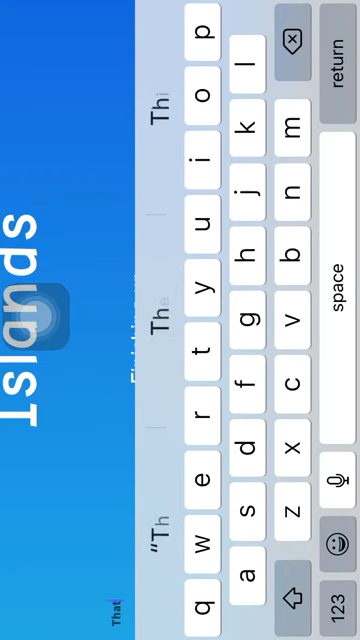 Islands
That
"Th
The
Thi
q w e r t y u i o p
a s d f g h j k l
z x c v b n m
123
space
return